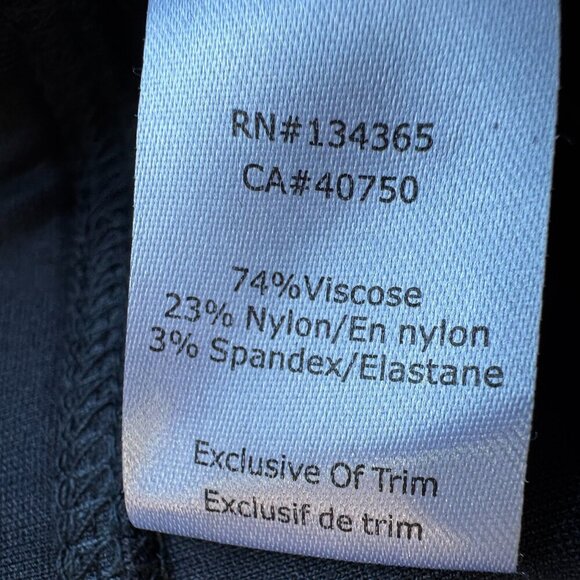 RN#134365
CA#40750
74%Viscose
23% Nylon/En nylon
3% Spandex/Elastane
Exclusive Of Trim
Exclusif de trim